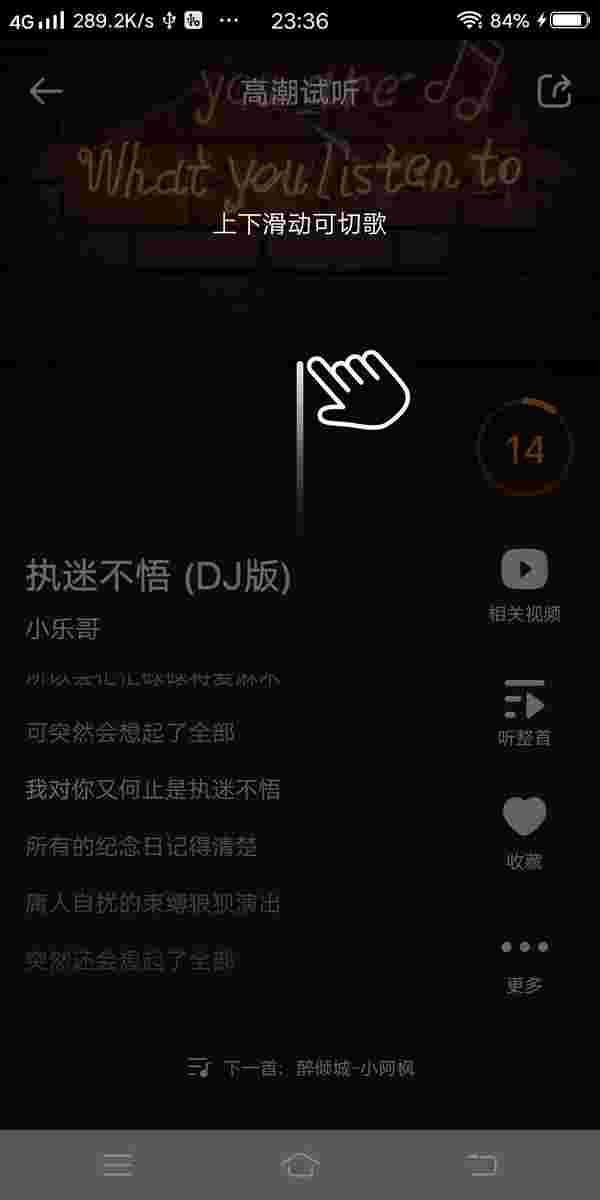 4G 289.2K/s ... 23:36 84%
you are
高潮试听
What you listen to
上下滑动可切歌
14
执迷不悟 (DJ版)
小乐哥
相关视频
可突然会想起了全部
听整首
我对你又何止是执迷不悟
所有的纪念日记得清楚
收藏
庸人自扰的束缚狼狈演出
突然还会想起了全部
更多
下一首：醉倾城-小阿枫